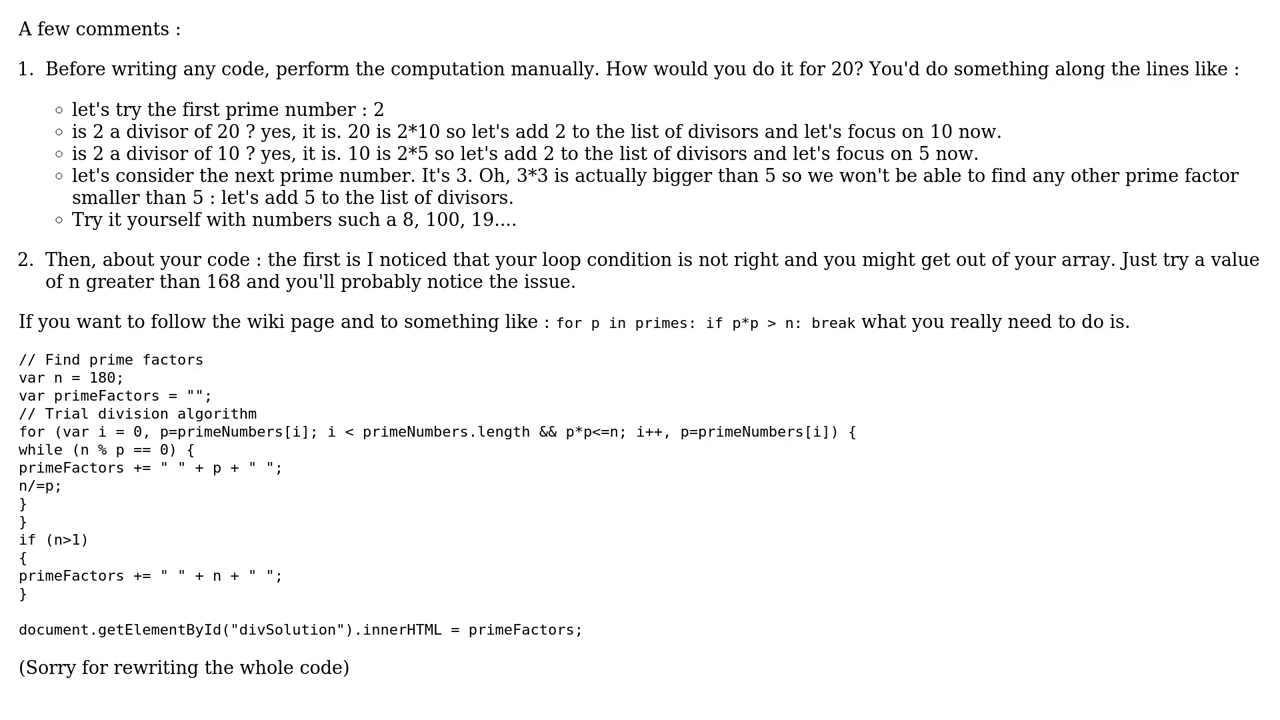 A few comments :
1. Before writing any code, perform the computation manually. How would you do it for 20? You'd do something along the lines like :
◦ let's try the first prime number : 2
◦ is 2 a divisor of 20 ? yes, it is. 20 is 2*10 so let's add 2 to the list of divisors and let's focus on 10 now.
◦ is 2 a divisor of 10 ? yes, it is. 10 is 2*5 so let's add 2 to the list of divisors and let's focus on 5 now.
◦ let's consider the next prime number. It's 3. Oh, 3*3 is actually bigger than 5 so we won't be able to find any other prime factor
smaller than 5 : let's add 5 to the list of divisors.
◦ Try it yourself with numbers such a 8, 100, 19....
2. Then, about your code : the first is I noticed that your loop condition is not right and you might get out of your array. Just try a value
of n greater than 168 and you'll probably notice the issue.
If you want to follow the wiki page and to something like : for p in primes: if p*p > n: break what you really need to do is.
// Find prime factors
var n = 180;
var primeFactors = "";
// Trial division algorithm
for (var i = 0, p=primeNumbers[i]; i < primeNumbers.length && p*p<=n; i++, p=primeNumbers[i]) {
while (n % p == 0) {
primeFactors += " " + p + " ";
n/=p;
}
}
if (n>1)
{
primeFactors += " " + n + " ";
}
document.getElementById("divSolution").innerHTML = primeFactors;
(Sorry for rewriting the whole code)